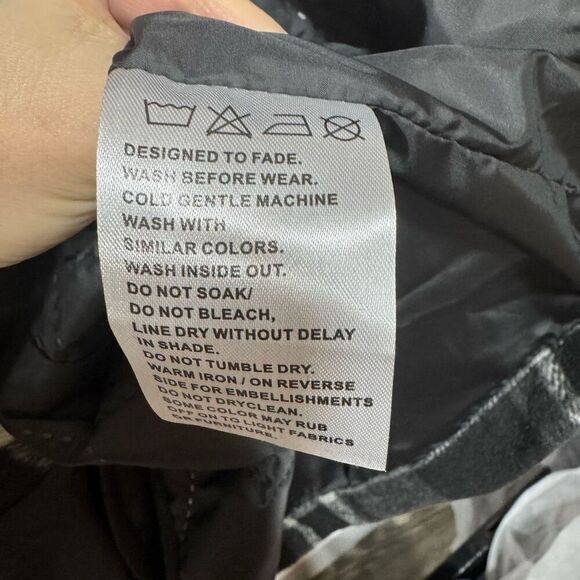 DESIGNED TO FADE.
WASH BEFORE WEAR.
COLD GENTLE MACHINE
WASH WITH
SIMILAR COLORS.
WASH INSIDE OUT.
DO NOT SOAK/
DO NOT BLEACH,
LINE DRY WITHOUT DELAY
IN SHADE.
DO NOT TUMBLE DRY.
WARM IRON / ON REVERSE
SIDE FOR EMBELLISHMENTS
DO NOT DRYCLEAN.
SOME COLOR MAY RUB
OFF ON TO LIGHT FABRICS
OR FURNITURE.